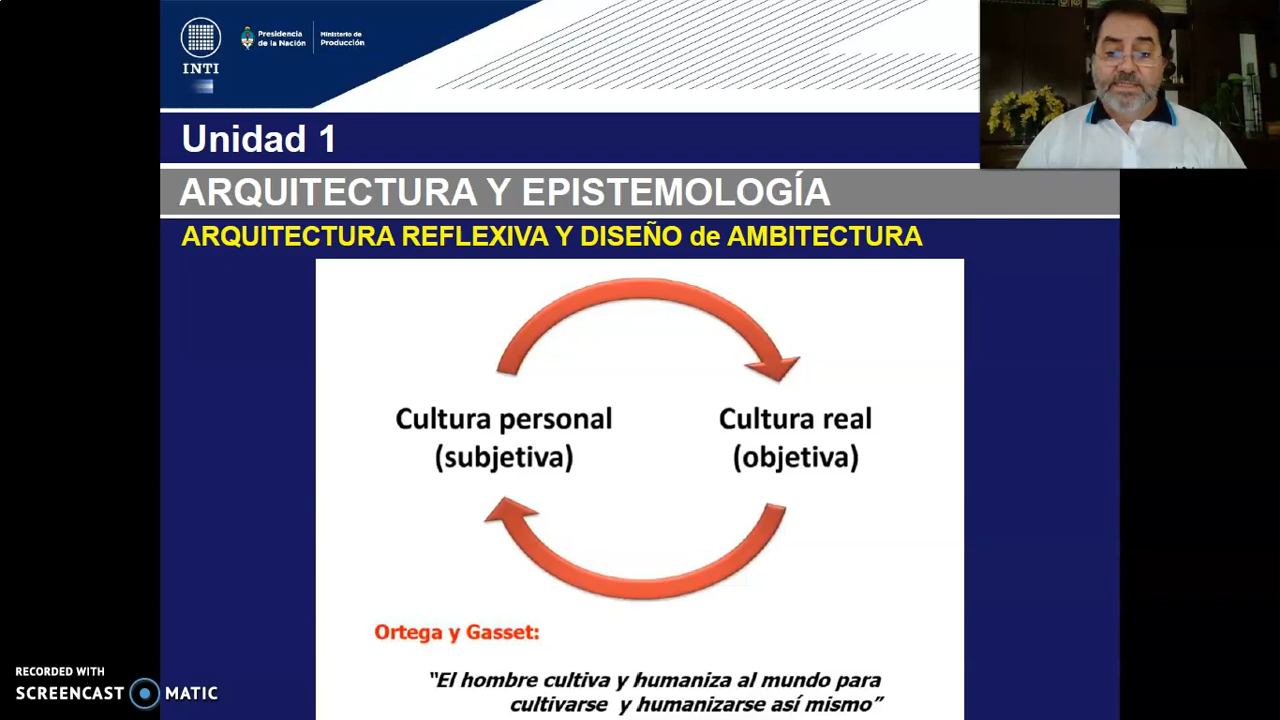 INTI
Presidencia
de la Nación
Ministerio de
Producción
Unidad 1
ARQUITECTURA Y EPISTEMOLOGÍA
ARQUITECTURA REFLEXIVA Y DISEÑO de AMBITECTURA
Cultura personal
(subjetiva)
Cultura real
(objetiva)
Ortega y Gasset:
“El hombre cultiva y humaniza al mundo para
cultivarse y humanizarse así mismo”
RECORDED WITH
SCREENCAST MATIC